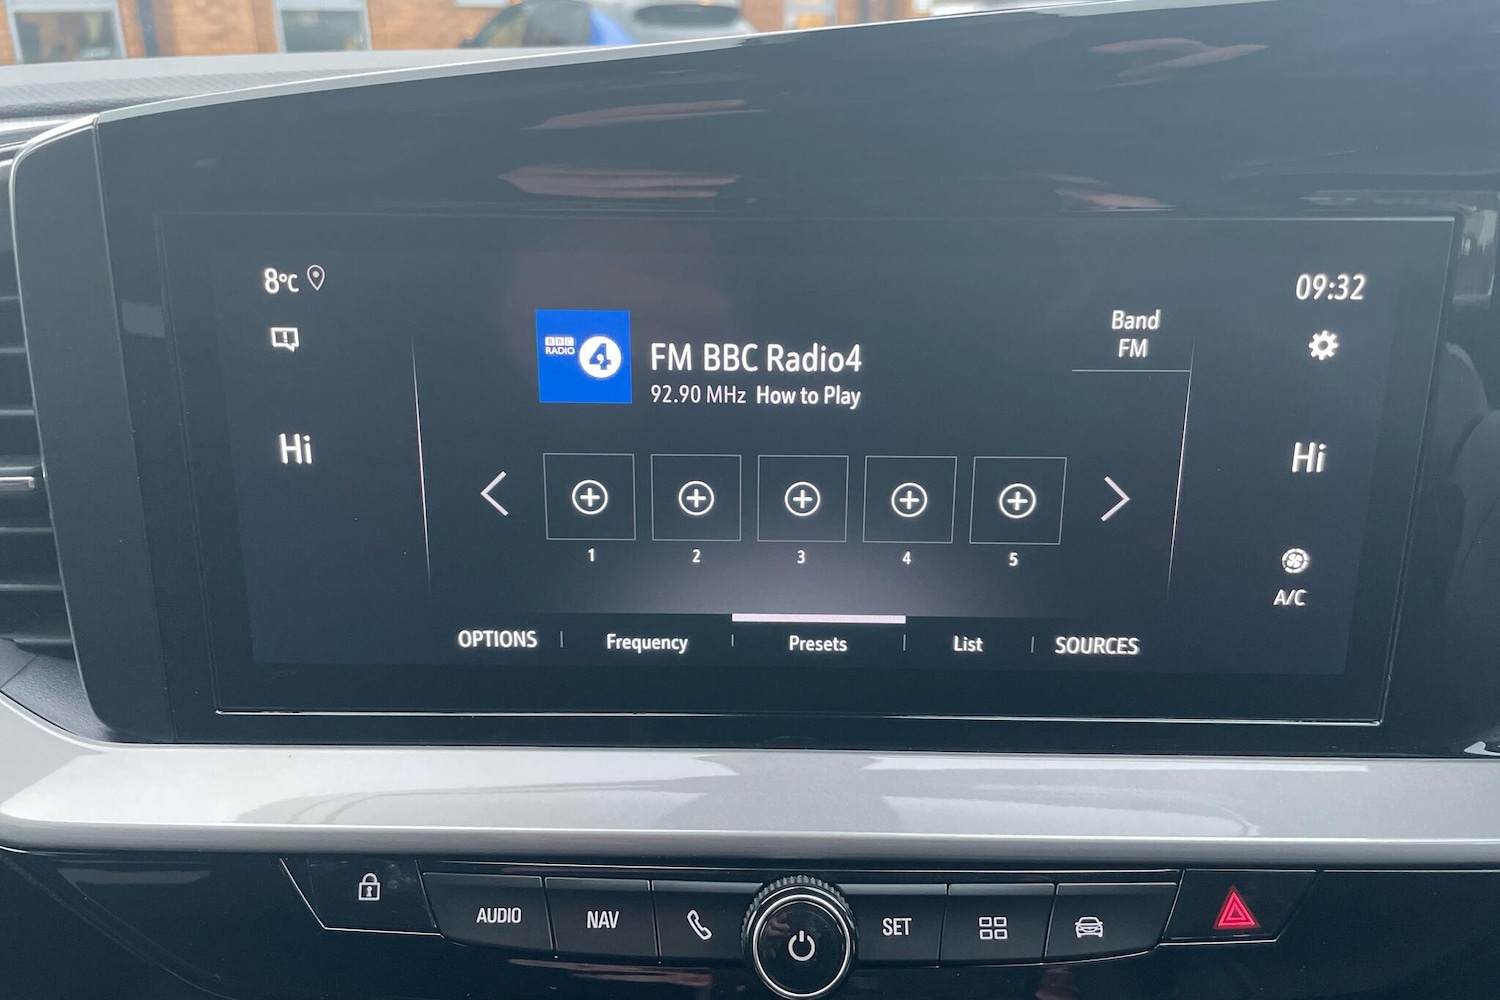 8°C
09:32
Band
FM
BBC
RADIO
4
FM BBC Radio4
92.90 MHz How to Play
Hi
Hi
1 2 3 4 5
A/C
OPTIONS Frequency Presets List SOURCES
AUDIO NAV SET